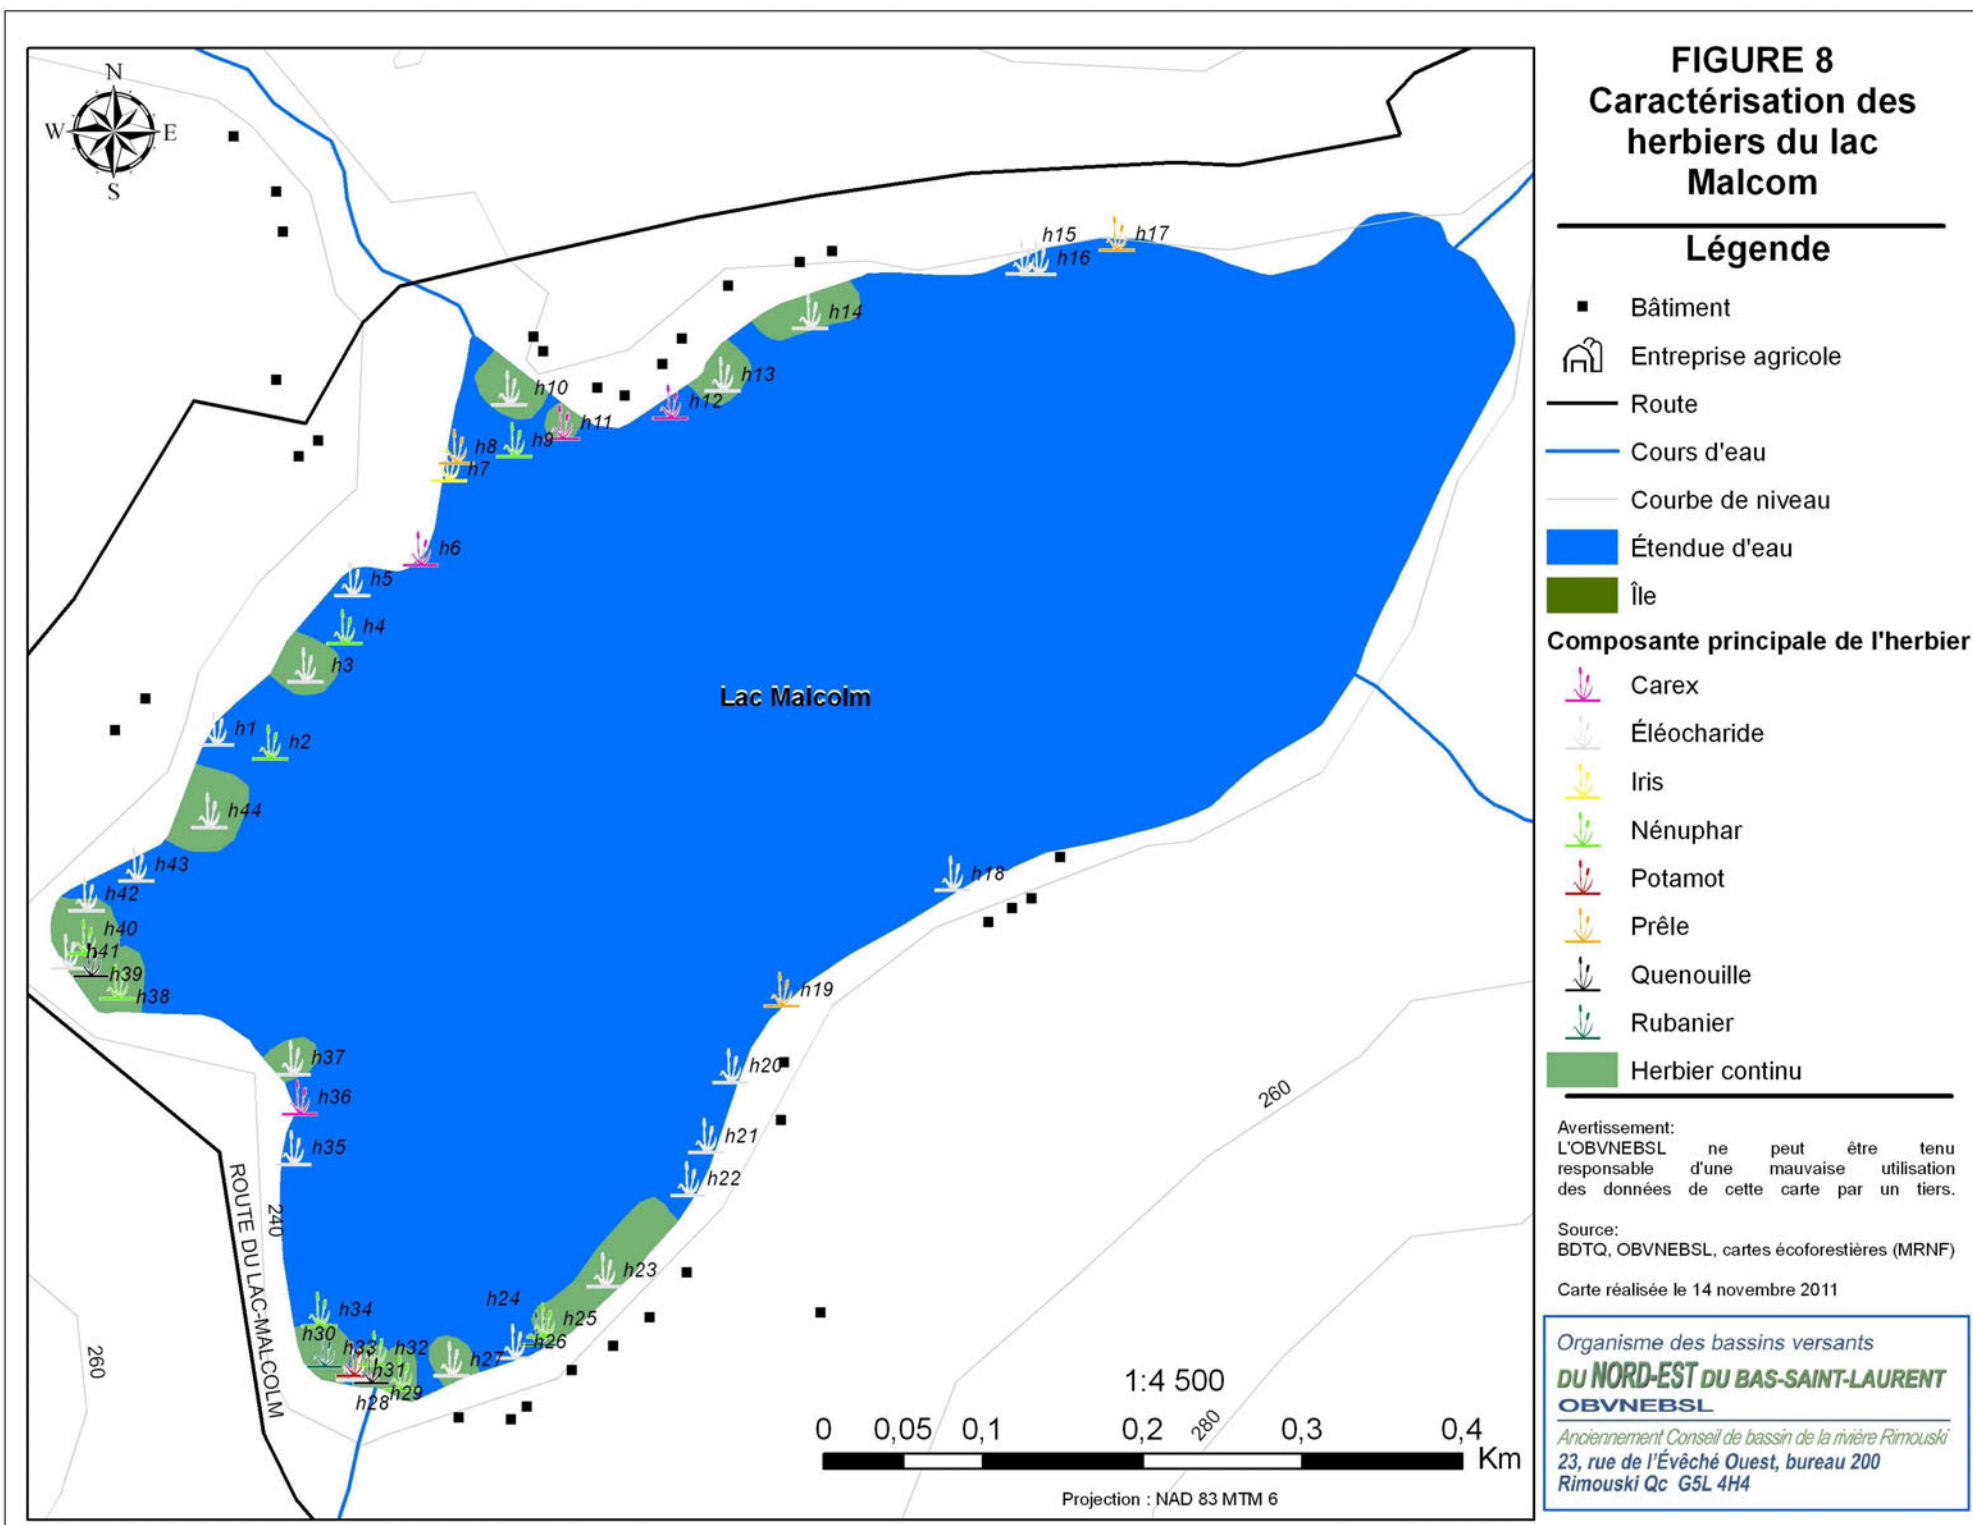 FIGURE 8
Caractérisation des
herbiers du lac
Malcom
Légende
Bâtiment
Entreprise agricole
Route
Cours d'eau
Courbe de niveau
Étendue d'eau
Île
Composante principale de l'herbier
Carex
Éléocharide
Iris
Nénuphar
Potamot
Prêle
Quenouille
Rubanier
Herbier continu
Avertissement:
L'OBVNEBSL ne peut être tenu
responsable d'une mauvaise utilisation
des données de cette carte par un tiers.
Source:
BDTQ, OBVNEBSL, cartes écoforestières (MRNF)
Carte réalisée le 14 novembre 2011
Organisme des bassins versants
DU NORD-EST DU BAS-SAINT-LAURENT
OBVNEBSL
Anciennement Conseil de bassin de la rivière Rimouski
23, rue de l'Évêché Ouest, bureau 200
Rimouski Qc G5L 4H4
N
W
E
S
h15
h17
h16
h14
h13
h10
h12
h11
h9
h8
h7
h6
h5
h4
h3
h1
h2
h44
h43
h42
h40
h41
h39
h38
h37
h36
h35
h34
h30
h33
h32
h31
h29
h28
h27
h24
h25
h26
h23
h22
h21
h20
h19
h18
Lac Malcolm
ROUTE DU LAC-MALCOLM
240
260
260
280
1:4 500
0 0,05 0,1 0,2 0,3 0,4
Km
Projection : NAD 83 MTM 6